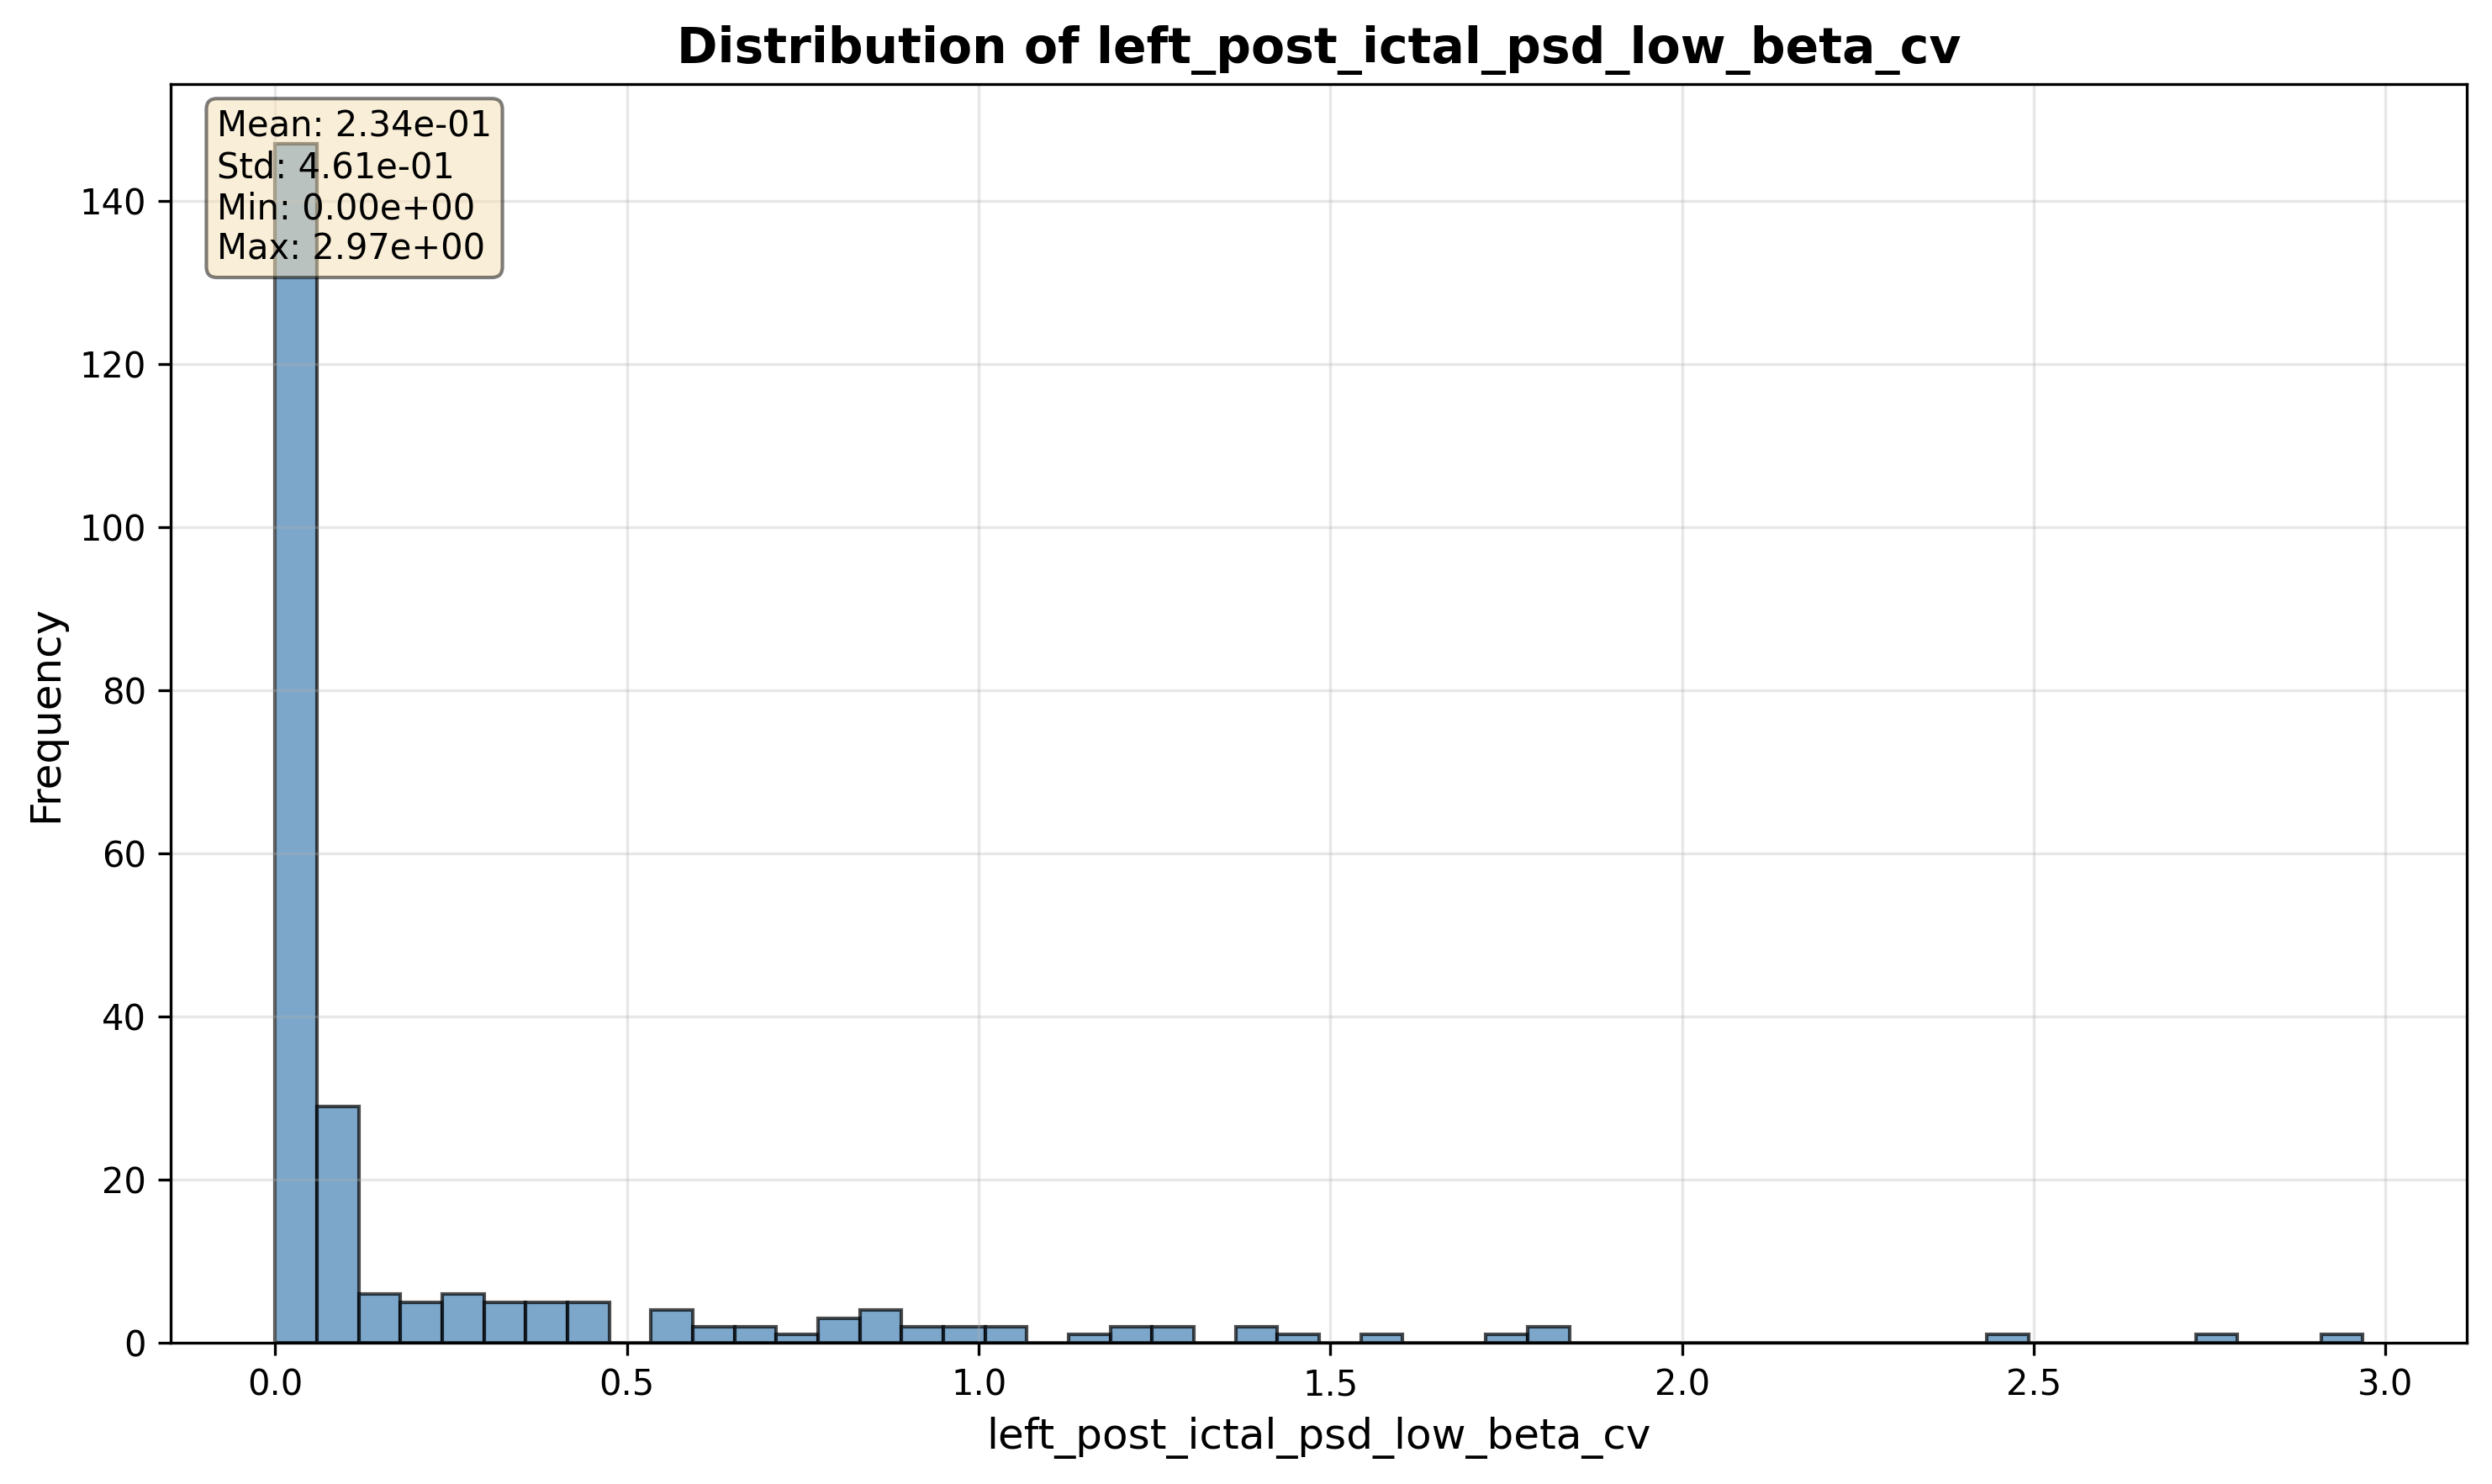 Distribution of left_post_ictal_psd_low_beta_cv
Mean: 2.34e-01
Std: 4.61e-01
Min: 0.00e+00
Max: 2.97e+00
Frequency
140
120
100
80
60
40
20
0
0.0 0.5 1.0 1.5 2.0 2.5 3.0
left_post_ictal_psd_low_beta_cv